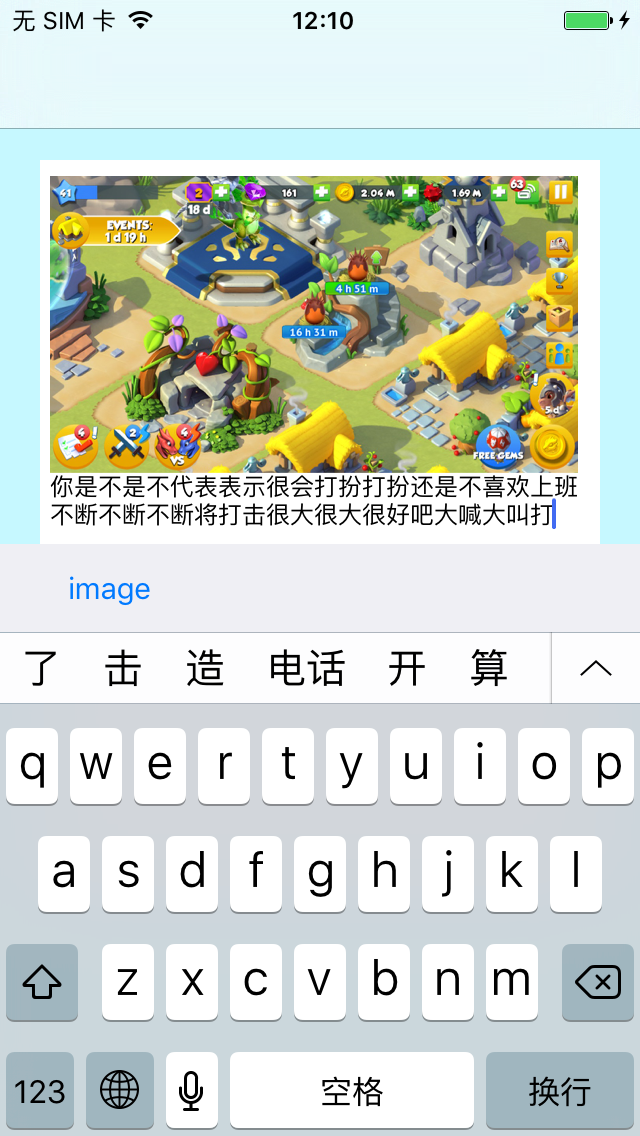 无 SIM 卡
12:10
41
2
161
2.04 M
1.69 M
63
18 d
EVENTS:
1 d 19 h
4 h 51 m
16 h 31 m
5 d
4
!
2
4
VS
!
FREE GEMS
你是不是不代表表示很会打扮打扮还是不喜欢上班
不断不断不断将打击很大很大很好吧大喊大叫打
image
了 击 造 电话 开 算
q w e r t y u i o p
a s d f g h j k l
z x c v b n m
123 空格 换行